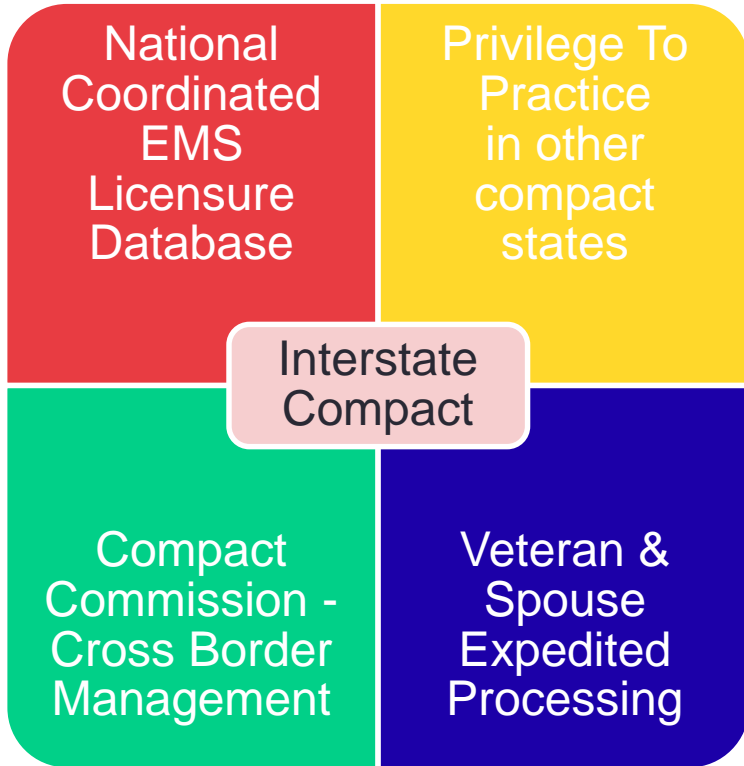 National
Coordinated
EMS
Licensure
Database
Privilege To
Practice
in other
compact
states
Interstate
Compact
Compact
Commission -
Cross Border
Management
Veteran &
Spouse
Expedited
Processing